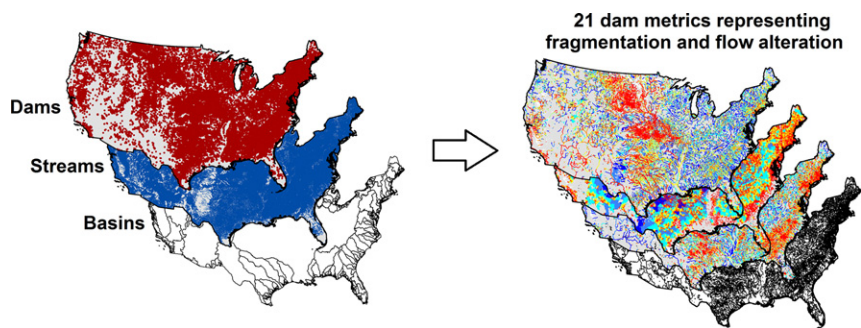 21 dam metrics representing
fragmentation and flow alteration
Dams
Streams
Basins